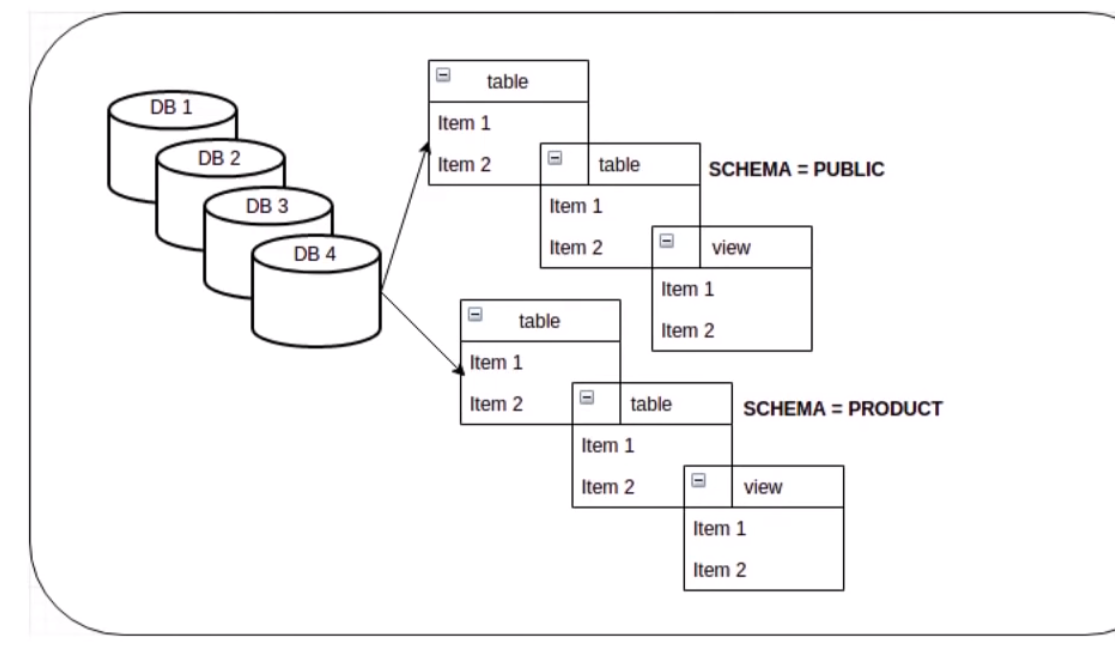 DB 1
DB 2
DB 3
DB 4
table
Item 1
Item 2
table
Item 1
Item 2
view
Item 1
Item 2
SCHEMA = PUBLIC
table
Item 1
Item 2
table
Item 1
Item 2
view
Item 1
Item 2
SCHEMA = PRODUCT